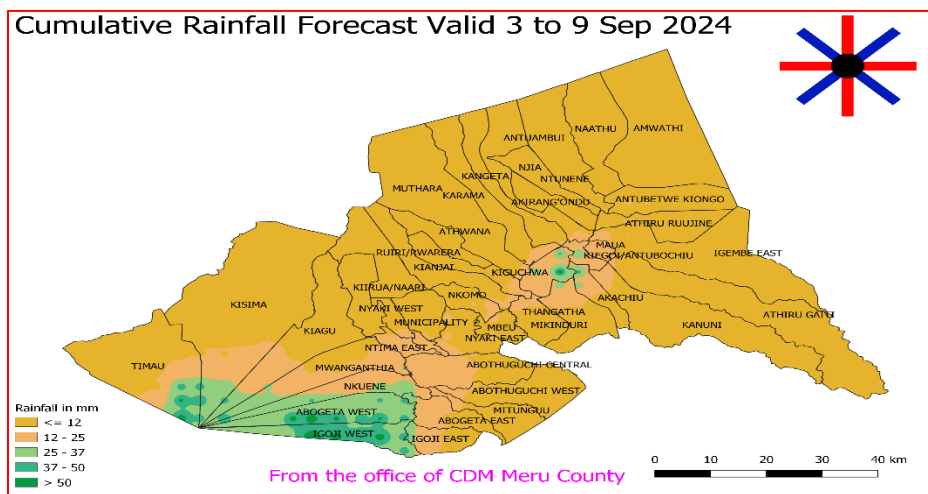 Cumulative Rainfall Forecast Valid 3 to 9 Sep 2024
NAATHU
AMWATHI
ANTUAMBUI
NJIA
KANGETA
NTUNENE
MUTHARA
KARAMA
AKIRANG'ONDU
ANTUBETWE KIONGO
ATHIRU RUUJINE
ATHWANA
MAUA
RUIRI/RWARERA
KIEGOI/ANTUBOCHIU
IGEMBE EAST
KIANJAI
KIGUCHWA
KIIRUA/NAARI
NKOMO
AKACHIU
KISIMA
NYAKI WEST
THANGATHA
ATHIRU GAITI
KIAGU
MUNICIPALITY
MBEU
MIKINDURI
KANUNI
NYAKI EAST
NTIMA EAST
TIMAU
MWANGANTHIA
ABOTHUGUCHI CENTRAL
NKUENE
ABOTHUGUCHI WEST
ABOGETA WEST
MITUNGUU
ABOGETA EAST
IGOJI WEST
IGOJI EAST
Rainfall in mm
<= 12
12 - 25
25 - 37
37 - 50
> 50
From the office of CDM Meru County
0 10 20 30 40 km